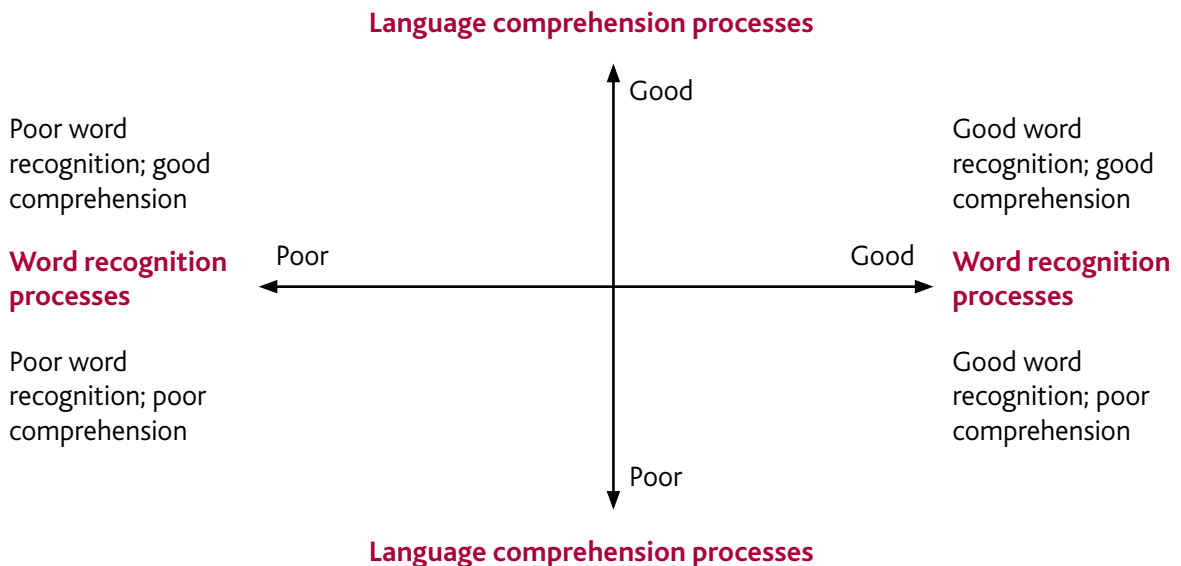 Language comprehension processes
Good
Poor word
recognition; good
comprehension
Good word
recognition; good
comprehension
Word recognition
processes
Poor
Good
Word recognition
processes
Poor word
recognition; poor
comprehension
Good word
recognition; poor
comprehension
Poor
Language comprehension processes